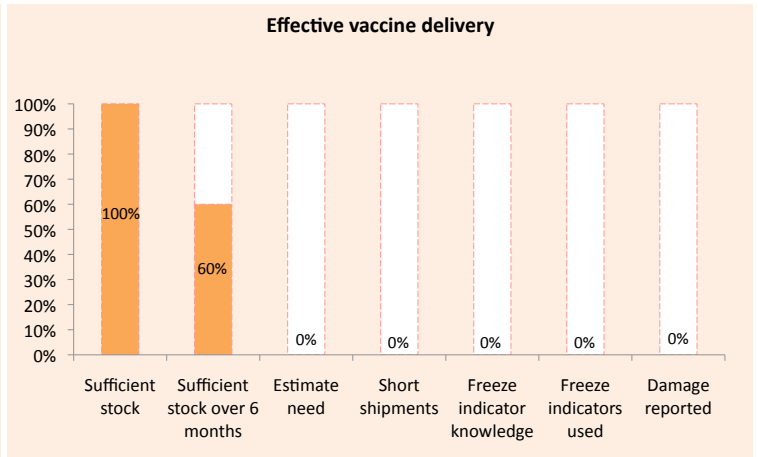 Effective vaccine delivery
100%
90%
80%
70%
60%
50%
40%
30%
20%
10%
0%
100%
60%
0%
0%
0%
0%
0%
Sufficient stock
Sufficient stock over 6 months
Estimate need
Short shipments
Freeze indicator knowledge
Freeze indicators used
Damage reported